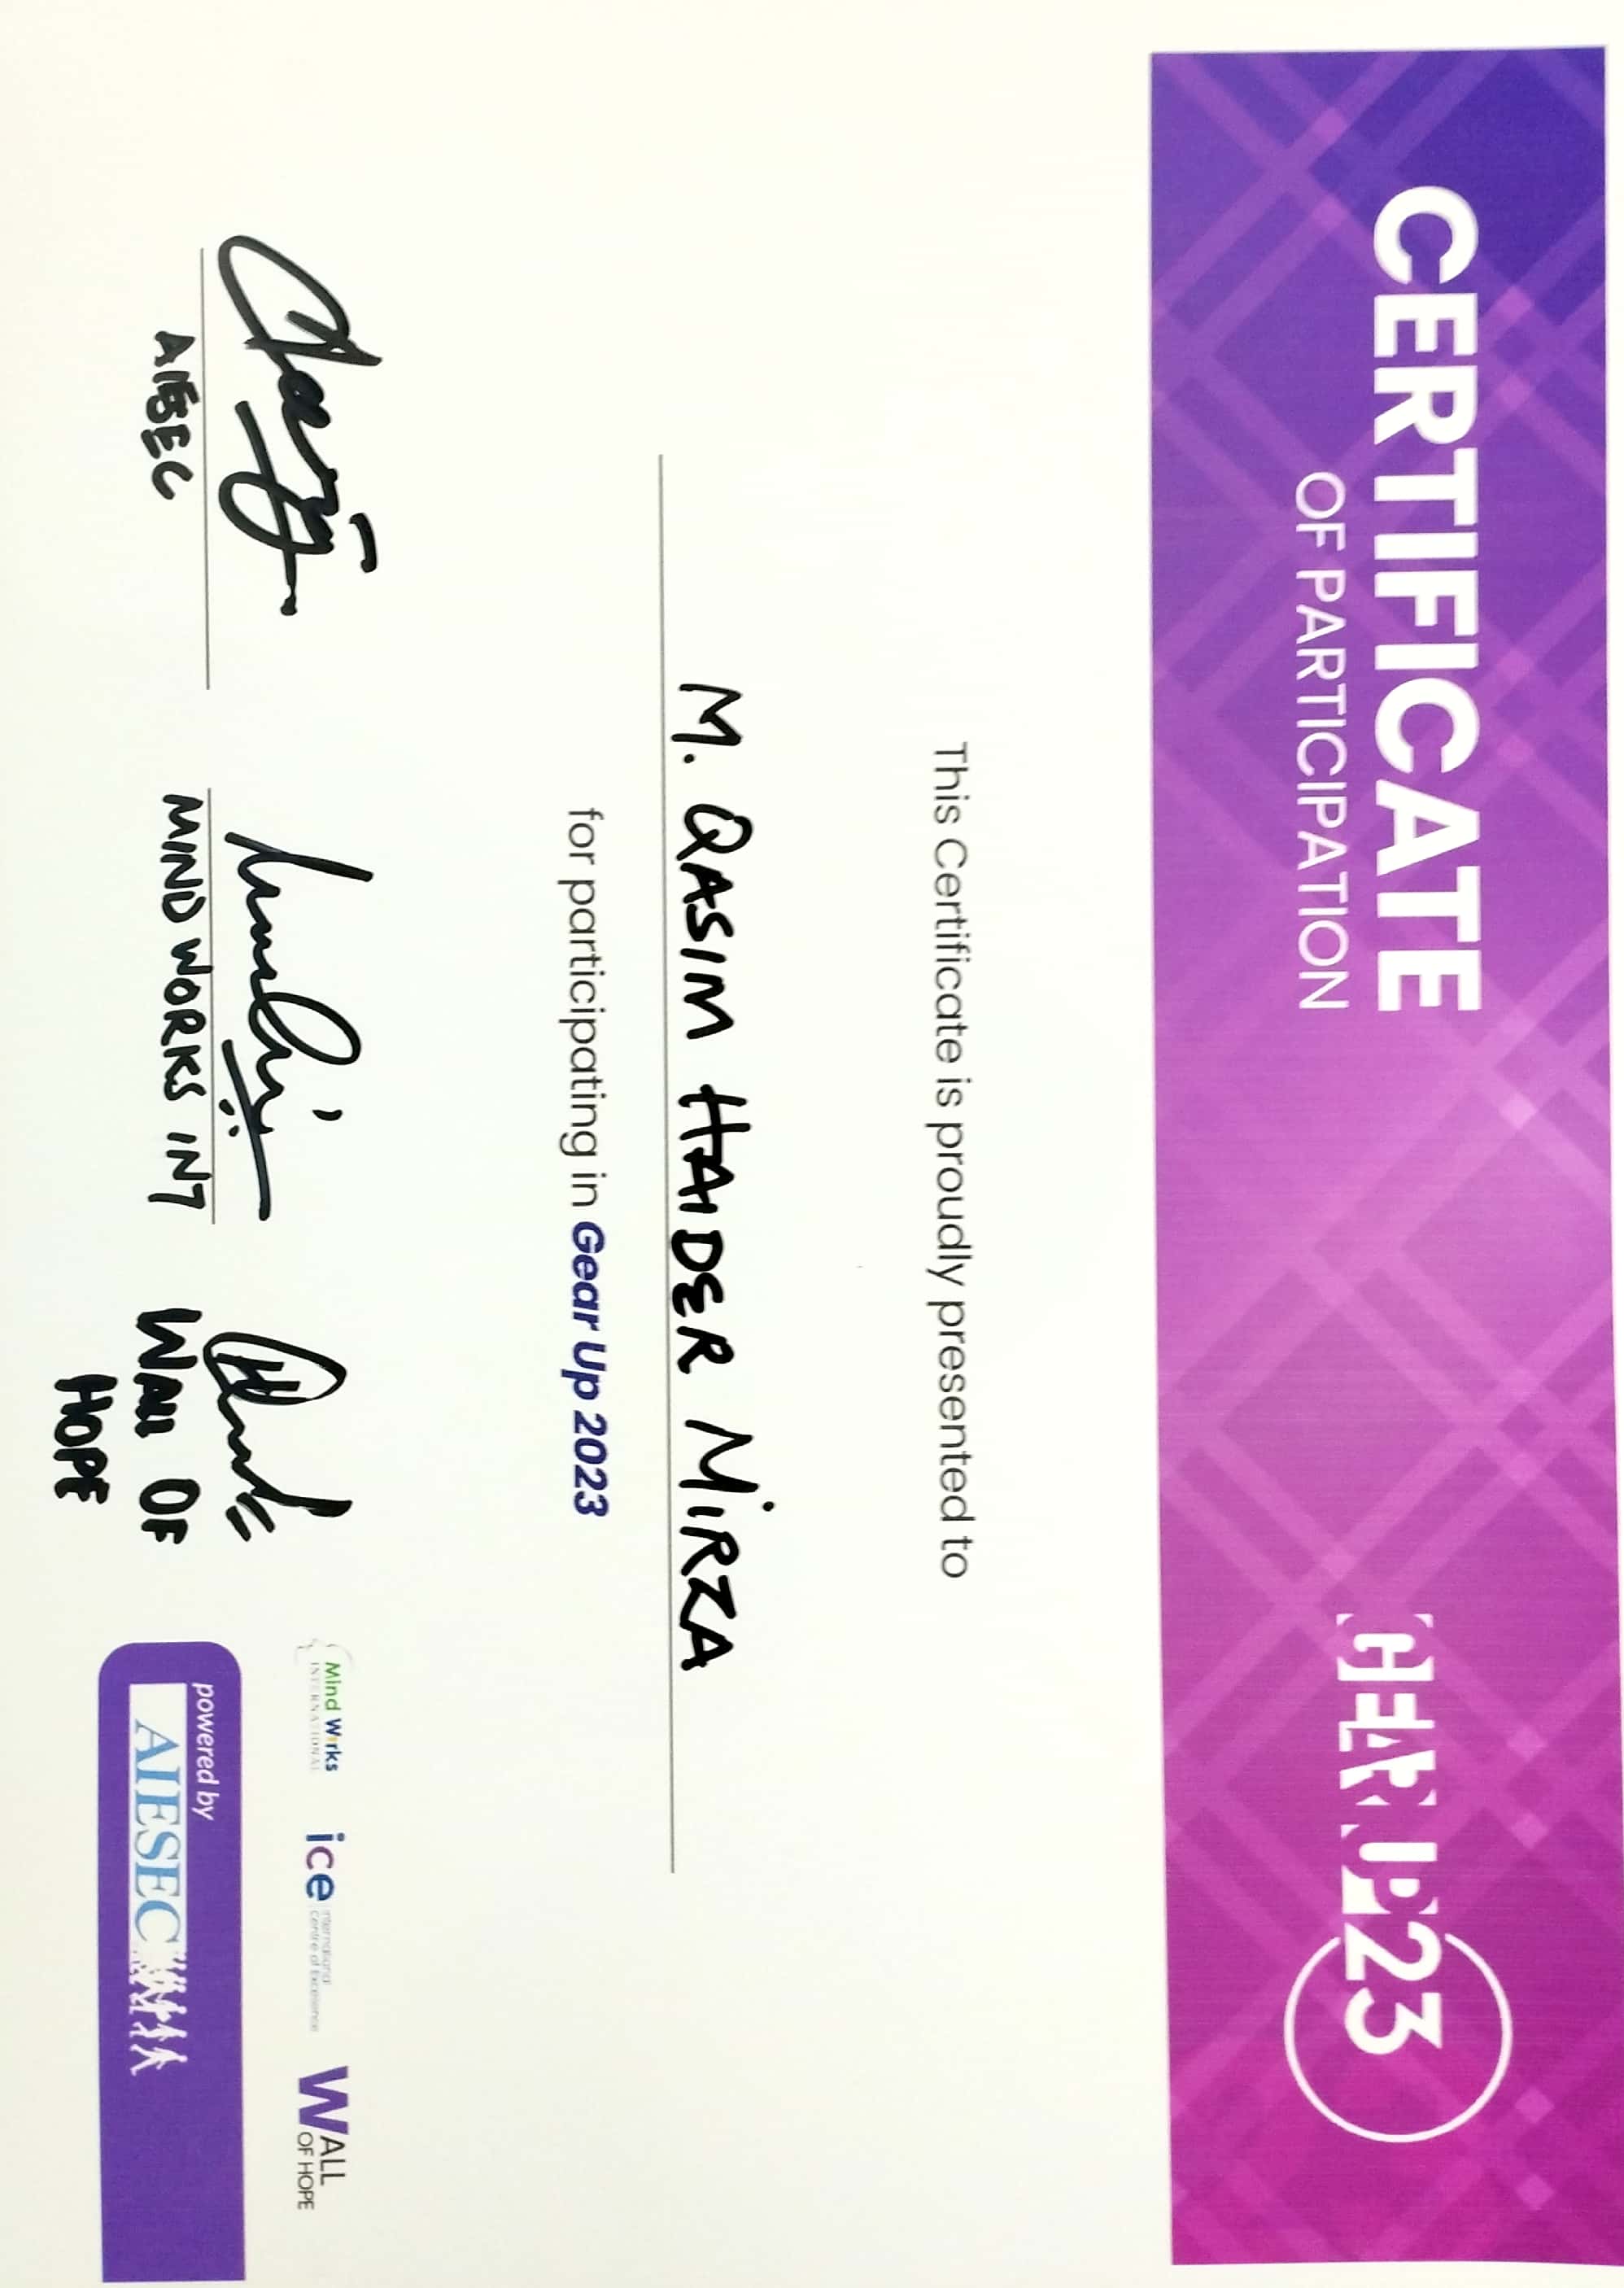 CERTIFICATE
OF PARTICIPATION
GEAR UP23
This Certificate is proudly presented to
M. QASIM HAIDER MiRZA
for participating in Gear Up 2023
AIESEC
MIND WORKS INT
WALL OF
HOPE
Mind Works
INTERNATIONAL
ice International
Centre of Excellence
WALL
OF HOPE
powered by
AIESEC